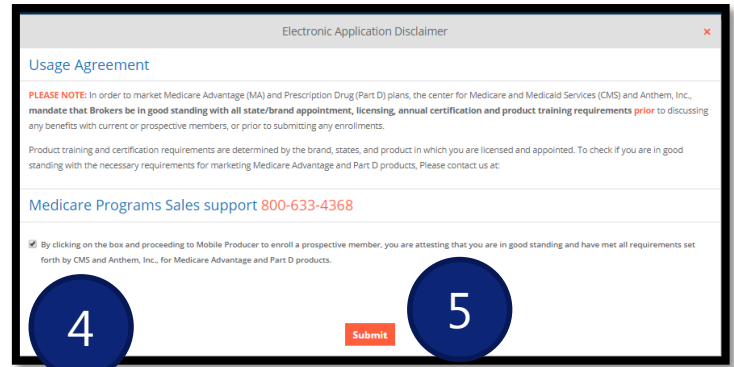 Electronic Application Disclaimer ×
Usage Agreement
PLEASE NOTE: In order to market Medicare Advantage (MA) and Prescription Drug (Part D) plans, the center for Medicare and Medicaid Services (CMS) and Anthem, Inc.,
mandate that Brokers be in good standing with all state/brand appointment, licensing, annual certification and product training requirements prior to discussing
any benefits with current or prospective members, or prior to submitting any enrollments.
Product training and certification requirements are determined by the brand, states, and product in which you are licensed and appointed. To check if you are in good
standing with the necessary requirements for marketing Medicare Advantage and Part D products, Please contact us at:
Medicare Programs Sales support 800-633-4368
By clicking on the box and proceeding to Mobile Producer to enroll a prospective member, you are attesting that you are in good standing and have met all requirements set
forth by CMS and Anthem, Inc., for Medicare Advantage and Part D products.
4
Submit
5